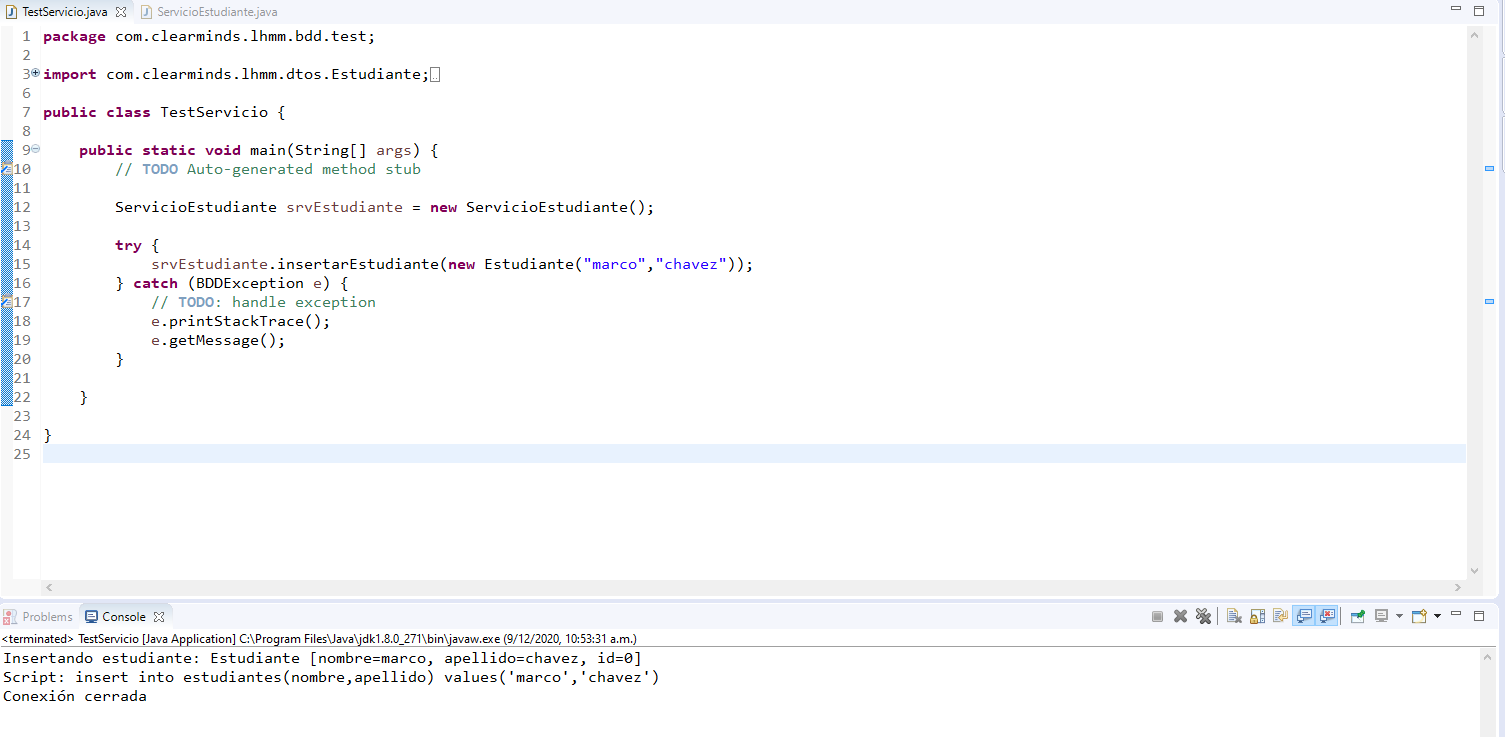 TestServicio.java ServicioEstudiante.java
1 package com.clearminds.lhmm.bdd.test;
2
3 import com.clearminds.lhmm.dtos.Estudiante;
6
7 public class TestServicio {
8
9 public static void main(String[] args) {
10 // TODO Auto-generated method stub
11
12 ServicioEstudiante srvEstudiante = new ServicioEstudiante();
13
14 try {
15 srvEstudiante.insertarEstudiante(new Estudiante("marco","chavez"));
16 } catch (BDDException e) {
17 // TODO: handle exception
18 e.printStackTrace();
19 e.getMessage();
20 }
21
22 }
23
24 }
25
Problems Console
<terminated> TestServicio [Java Application] C:\Program Files\Java\jdk1.8.0_271\bin\javaw.exe (9/12/2020, 10:53:31 a.m.)
Insertando estudiante: Estudiante [nombre=marco, apellido=chavez, id=0]
Script: insert into estudiantes(nombre,apellido) values('marco','chavez')
Conexión cerrada